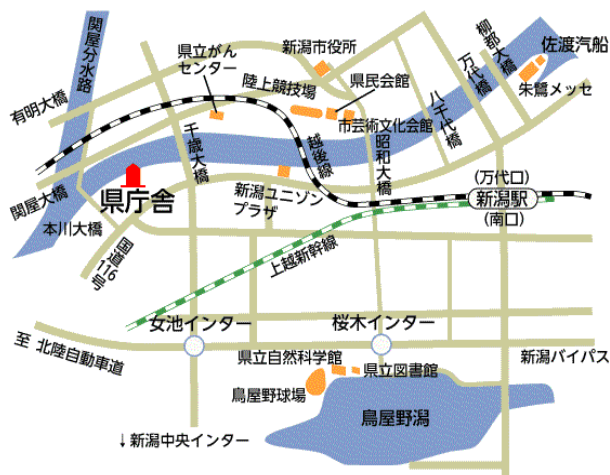 関屋分水路
有明大橋
県立がん
センター
新潟市役所
陸上競技場
県民会館
市芸術文化会館
八千代橋
万代橋
柳都大橋
佐渡汽船
朱鷺メッセ
千歳大橋
越後線
昭和大橋
関屋大橋
県庁舎
本川大橋
国道116号
新潟ユニゾン
プラザ
(万代口)
新潟駅
(南口)
上越新幹線
女池インター
桜木インター
至 北陸自動車道
新潟バイパス
県立自然科学館
県立図書館
鳥屋野球場
鳥屋野潟
↓新潟中央インター